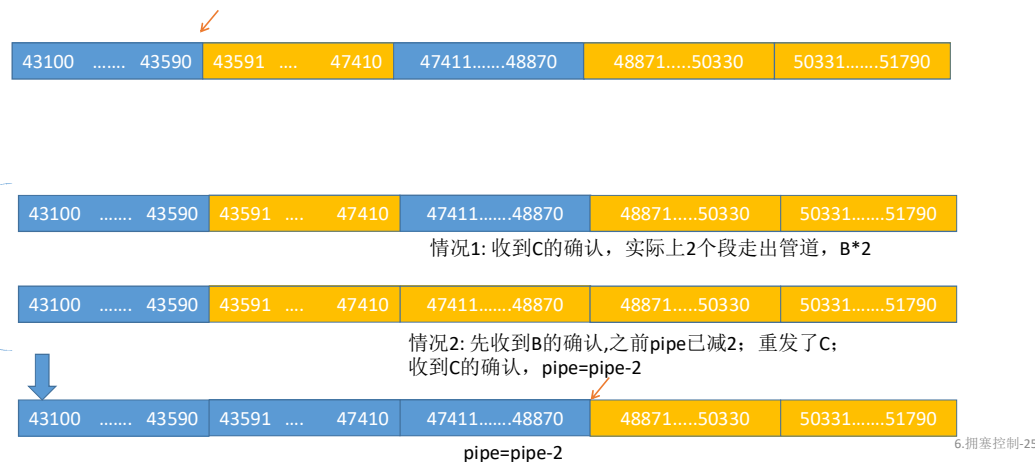 43100 ....... 43590 43591 .... 47410 47411.......48870 48871.....50330 50331.......51790
43100 ....... 43590 43591 .... 47410 47411.......48870 48871.....50330 50331.......51790
情况1: 收到C的确认，实际上2个段走出管道，B*2
43100 ....... 43590 43591 .... 47410 47411.......48870 48871.....50330 50331.......51790
情况2: 先收到B的确认,之前pipe已减2；重发了C；
收到C的确认，pipe=pipe-2
43100 ....... 43590 43591 .... 47410 47411.......48870 48871.....50330 50331.......51790
pipe=pipe-2
6.拥塞控制-25